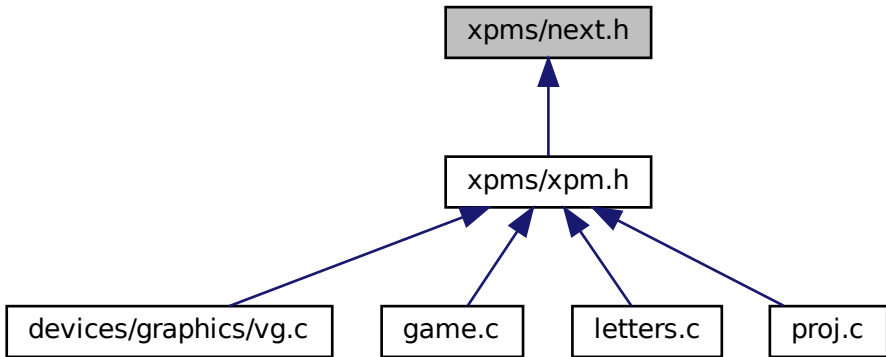 xpms/next.h
xpms/xpm.h
devices/graphics/vg.c
game.c
letters.c
proj.c